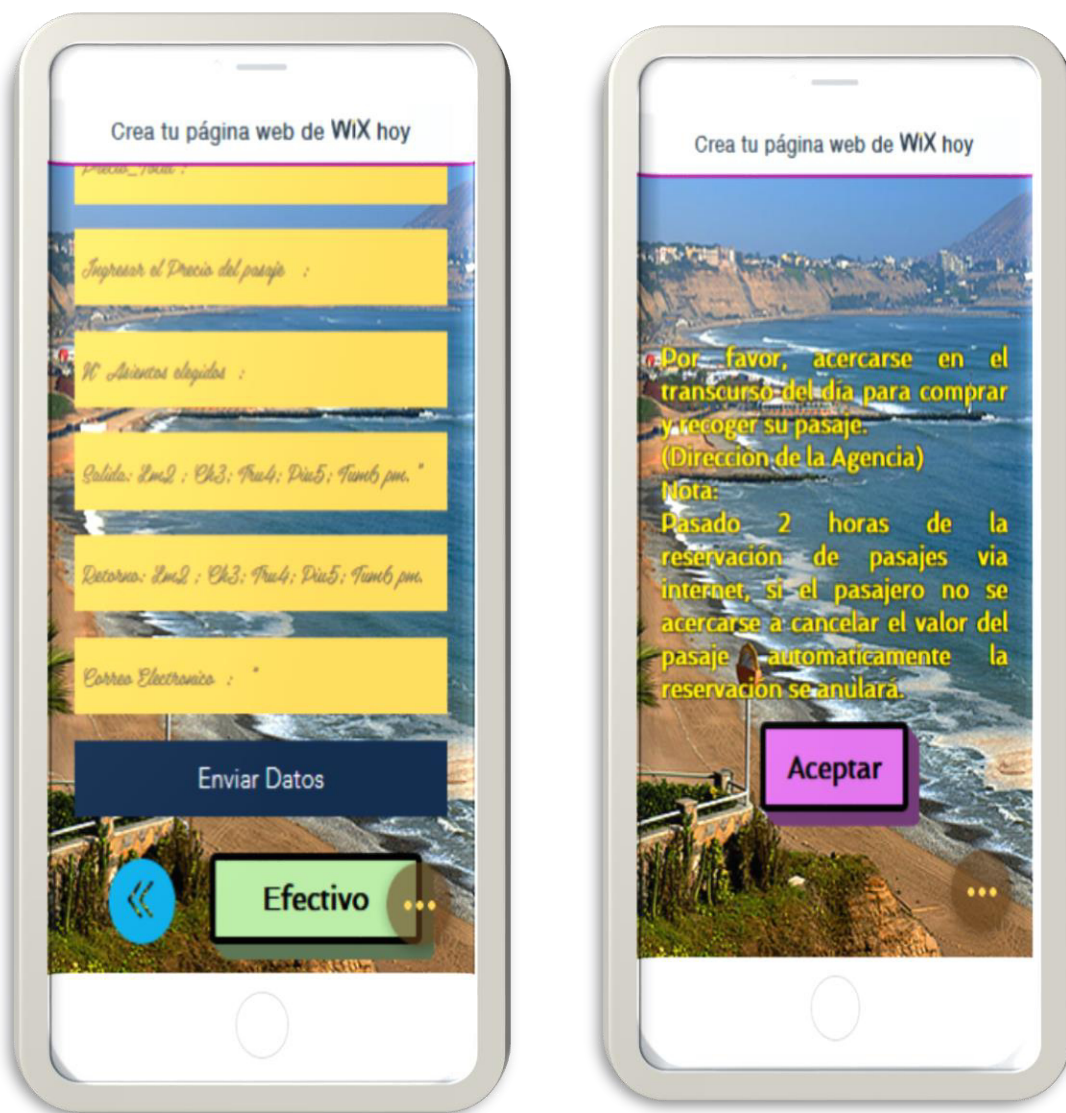 Crea tu página web de WiX hoy
Precio_Total :
Ingresar el Precio del pasaje :
N° Asientos elegidos :
Salida: Lm2 ; Ch3; Tru4; Piu5; Tum6 pm. *
Retorno: Lm2 ; Ch3; Tru4; Piu5; Tum6 pm.
Correo Electronico : *
Enviar Datos
Efectivo
Crea tu página web de WiX hoy
Por favor, acercarse en el
transcurso del dia para comprar
y recoger su pasaje.
(Dirección de la Agencia)
Nota:
Pasado 2 horas de la
reservación de pasajes via
internet, si el pasajero no se
acercarse a cancelar el valor del
pasaje automaticamente la
reservación se anulará.
Aceptar